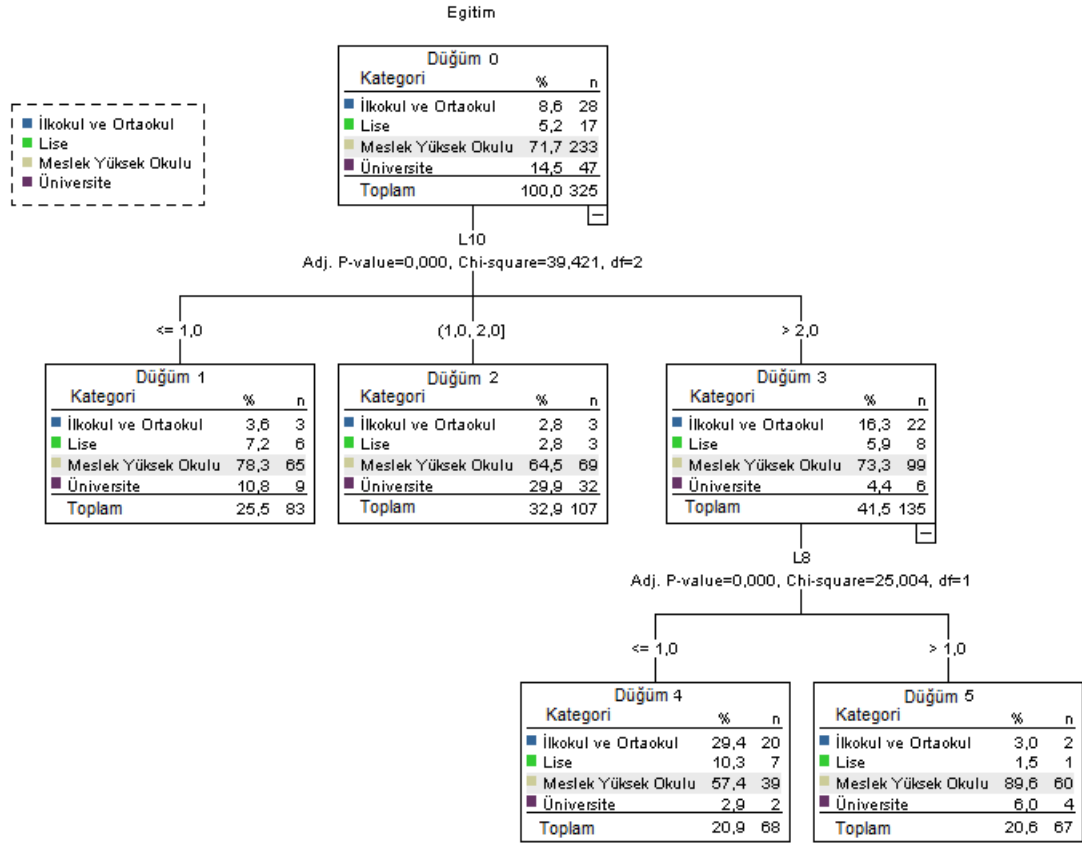 Egitim
Düğüm 0
Kategori % n
İlkokul ve Ortaokul 8,6 28
Lise 5,2 17
Meslek Yüksek Okulu 71,7 233
Üniversite 14,5 47
Toplam 100,0 325
İlkokul ve Ortaokul
Lise
Meslek Yüksek Okulu
Üniversite
L10
Adj. P-value=0,000, Chi-square=39,421, df=2
<= 1,0
(1,0, 2,0]
> 2,0
Düğüm 1
Kategori % n
İlkokul ve Ortaokul 3,6 3
Lise 7,2 6
Meslek Yüksek Okulu 78,3 65
Üniversite 10,8 9
Toplam 25,5 83
Düğüm 2
Kategori % n
İlkokul ve Ortaokul 2,8 3
Lise 2,8 3
Meslek Yüksek Okulu 64,5 69
Üniversite 29,9 32
Toplam 32,9 107
Düğüm 3
Kategori % n
İlkokul ve Ortaokul 16,3 22
Lise 5,9 8
Meslek Yüksek Okulu 73,3 99
Üniversite 4,4 6
Toplam 41,5 135
L8
Adj. P-value=0,000, Chi-square=25,004, df=1
<= 1,0
> 1,0
Düğüm 4
Kategori % n
İlkokul ve Ortaokul 29,4 20
Lise 10,3 7
Meslek Yüksek Okulu 57,4 39
Üniversite 2,9 2
Toplam 20,9 68
Düğüm 5
Kategori % n
İlkokul ve Ortaokul 3,0 2
Lise 1,5 1
Meslek Yüksek Okulu 89,6 60
Üniversite 6,0 4
Toplam 20,6 67